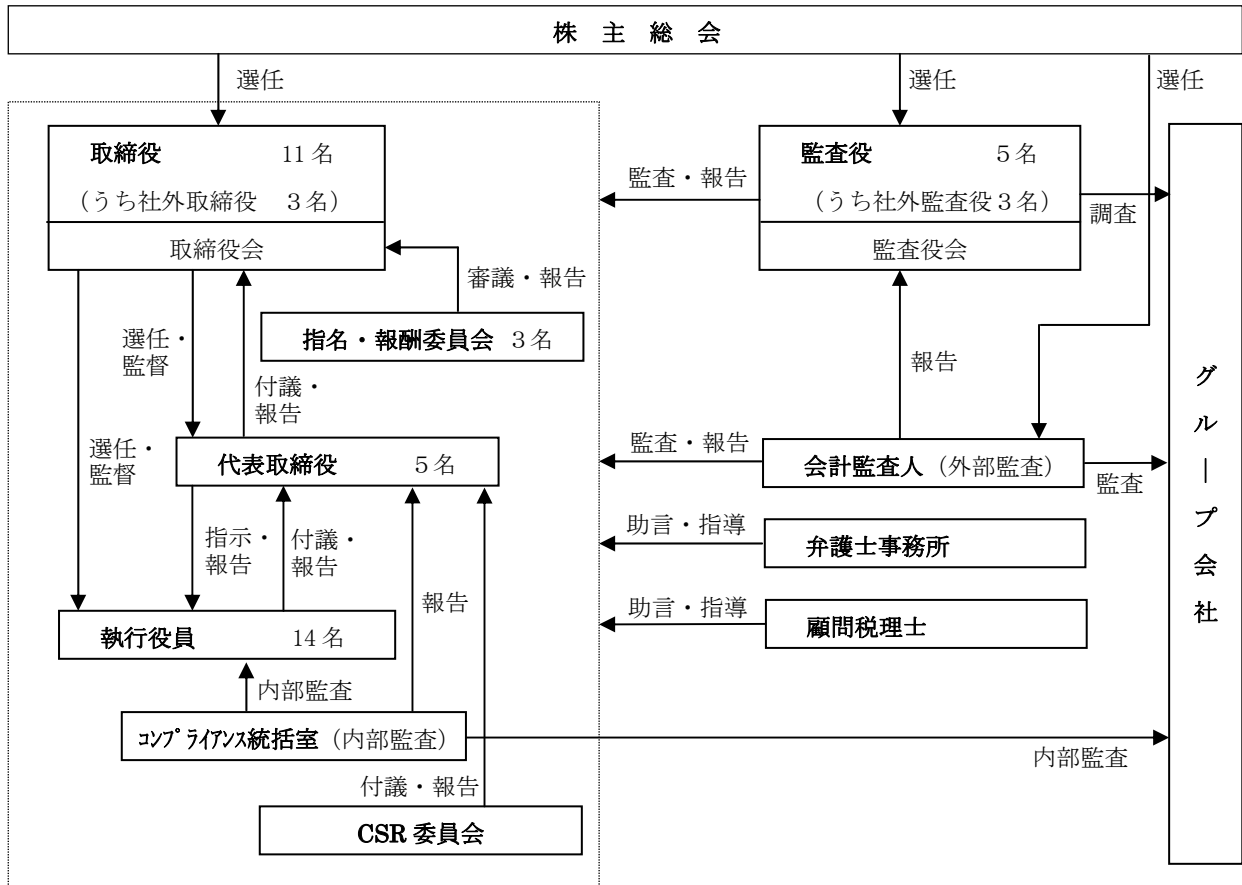 株 主 総 会
選任
選任
選任
取締役 11 名
(うち社外取締役 3名)
取締役会
監査・報告
監査役 5名
(うち社外監査役3名)
監査役会
調査
審議・報告
指名・報酬委員会 3名
選任・
監督
付議・
報告
報告
選任・
監督
代表取締役 5名
監査・報告
会計監査人(外部監査)
監査
指示・
報告
付議・
報告
報告
助言・指導
弁護士事務所
執行役員 14 名
助言・指導
顧問税理士
内部監査
コンプライアンス統括室(内部監査)
内部監査
付議・報告
CSR 委員会
グ
ル
ー
プ
会
社